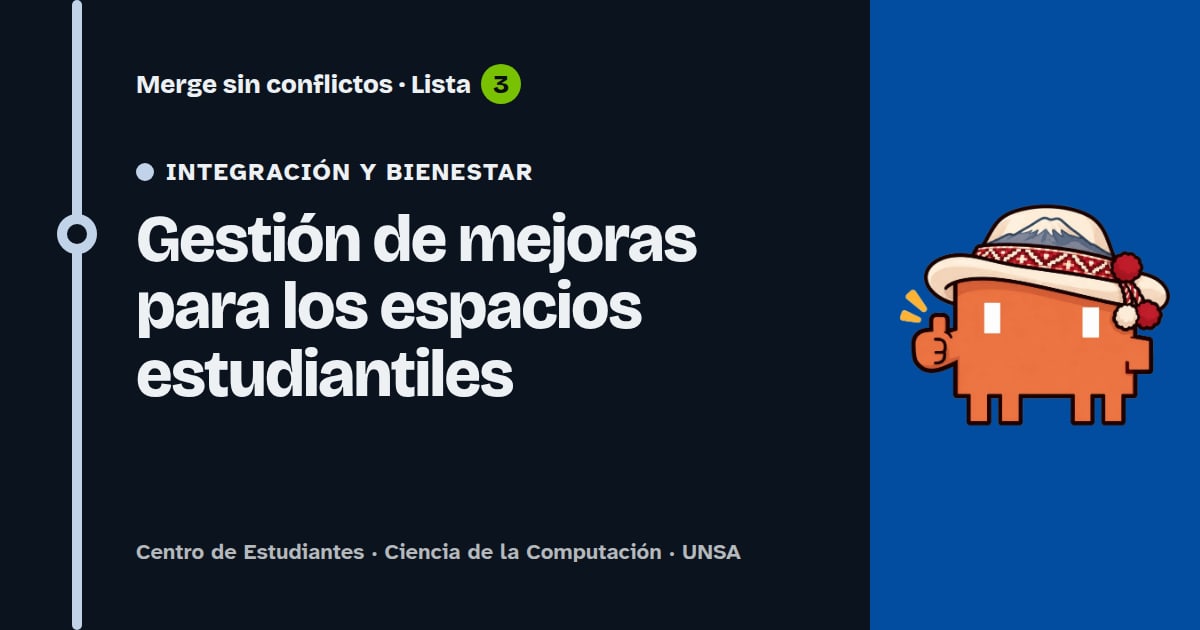 Merge sin conflictos · Lista 3
INTEGRACIÓN Y BIENESTAR
Gestión de mejoras
para los espacios
estudiantiles
Centro de Estudiantes · Ciencia de la Computación · UNSA